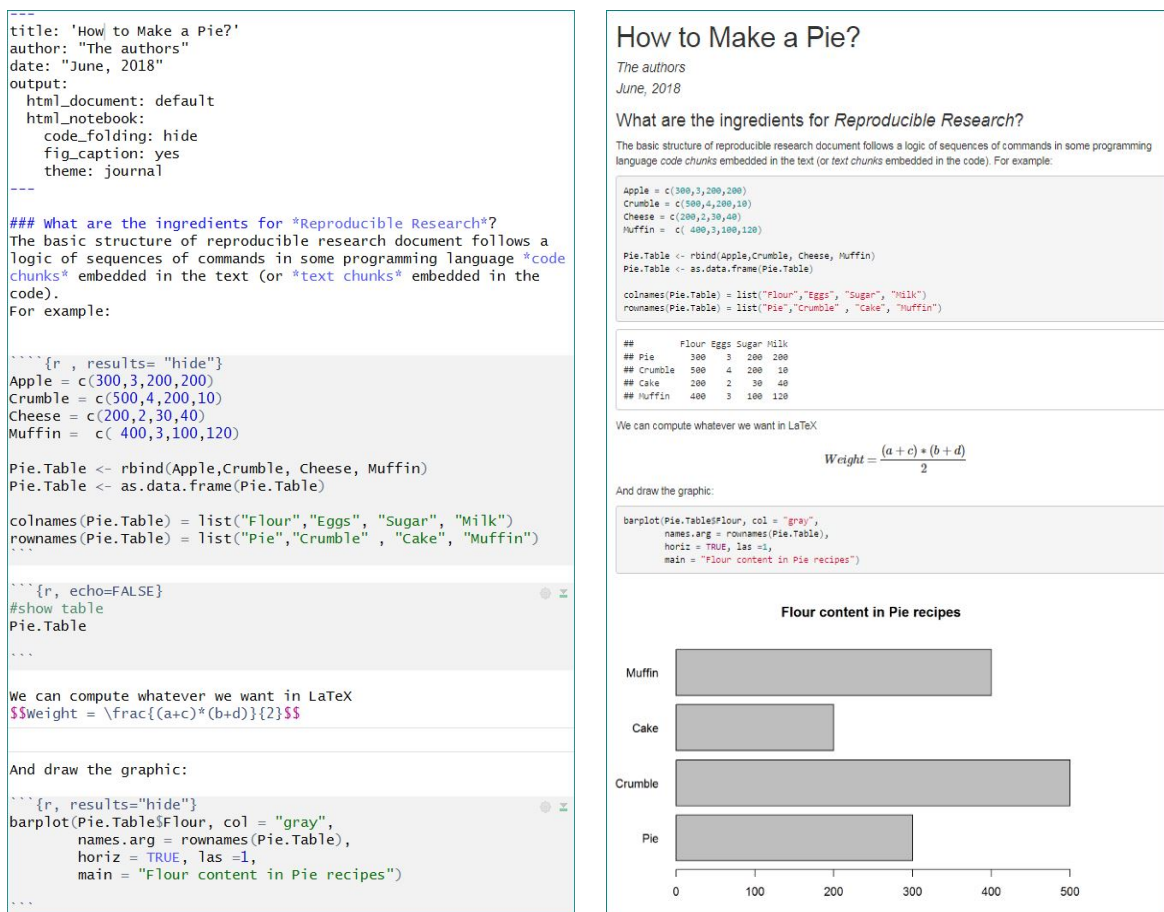 ---
title: 'How to Make a Pie?'
author: "The authors"
date: "June, 2018"
output:
  html_document: default
  html_notebook:
    code_folding: hide
    fig_caption: yes
    theme: journal
---
### What are the ingredients for *Reproducible Research*?
The basic structure of reproducible research document follows a
logic of sequences of commands in some programming language *code
chunks* embedded in the text (or *text chunks* embedded in the
code).
For example:
````{r , results= "hide"}
Apple = c(300,3,200,200)
Crumble = c(500,4,200,10)
Cheese = c(200,2,30,40)
Muffin =  c( 400,3,100,120)
Pie.Table <- rbind(Apple,Crumble, Cheese, Muffin)
Pie.Table <- as.data.frame(Pie.Table)
colnames(Pie.Table) = list("Flour","Eggs", "Sugar", "Milk")
rownames(Pie.Table) = list("Pie","Crumble" , "Cake", "Muffin")
```
```{r, echo=FALSE}
#show table
Pie.Table
```
We can compute whatever we want in LaTeX
$$Weight = \frac{(a+c)*(b+d)}{2}$$
And draw the graphic:
```{r, results="hide"}
barplot(Pie.Table$Flour, col = "gray",
        names.arg = rownames(Pie.Table),
        horiz = TRUE, las =1,
        main = "Flour content in Pie recipes")
```
How to Make a Pie?
The authors
June, 2018
What are the ingredients for Reproducible Research?
The basic structure of reproducible research document follows a logic of sequences of commands in some programming
language code chunks embedded in the text (or text chunks embedded in the code). For example:
Apple = c(300,3,200,200)
Crumble = c(500,4,200,10)
Cheese = c(200,2,30,40)
Muffin =  c( 400,3,100,120)
Pie.Table <- rbind(Apple,Crumble, Cheese, Muffin)
Pie.Table <- as.data.frame(Pie.Table)
colnames(Pie.Table) = list("Flour","Eggs", "Sugar", "Milk")
rownames(Pie.Table) = list("Pie","Crumble" , "Cake", "Muffin")
##         Flour Eggs Sugar Milk
## Pie       300    3   200  200
## Crumble   500    4   200   10
## Cake      200    2    30   40
## Muffin    400    3   100  120
We can compute whatever we want in LaTeX
Weight = (a + c) * (b + d)
2
And draw the graphic:
barplot(Pie.Table$Flour, col = "gray",
        names.arg = rownames(Pie.Table),
        horiz = TRUE, las =1,
        main = "Flour content in Pie recipes")
Flour content in Pie recipes
Muffin
Cake
Crumble
Pie
0 100 200 300 400 500